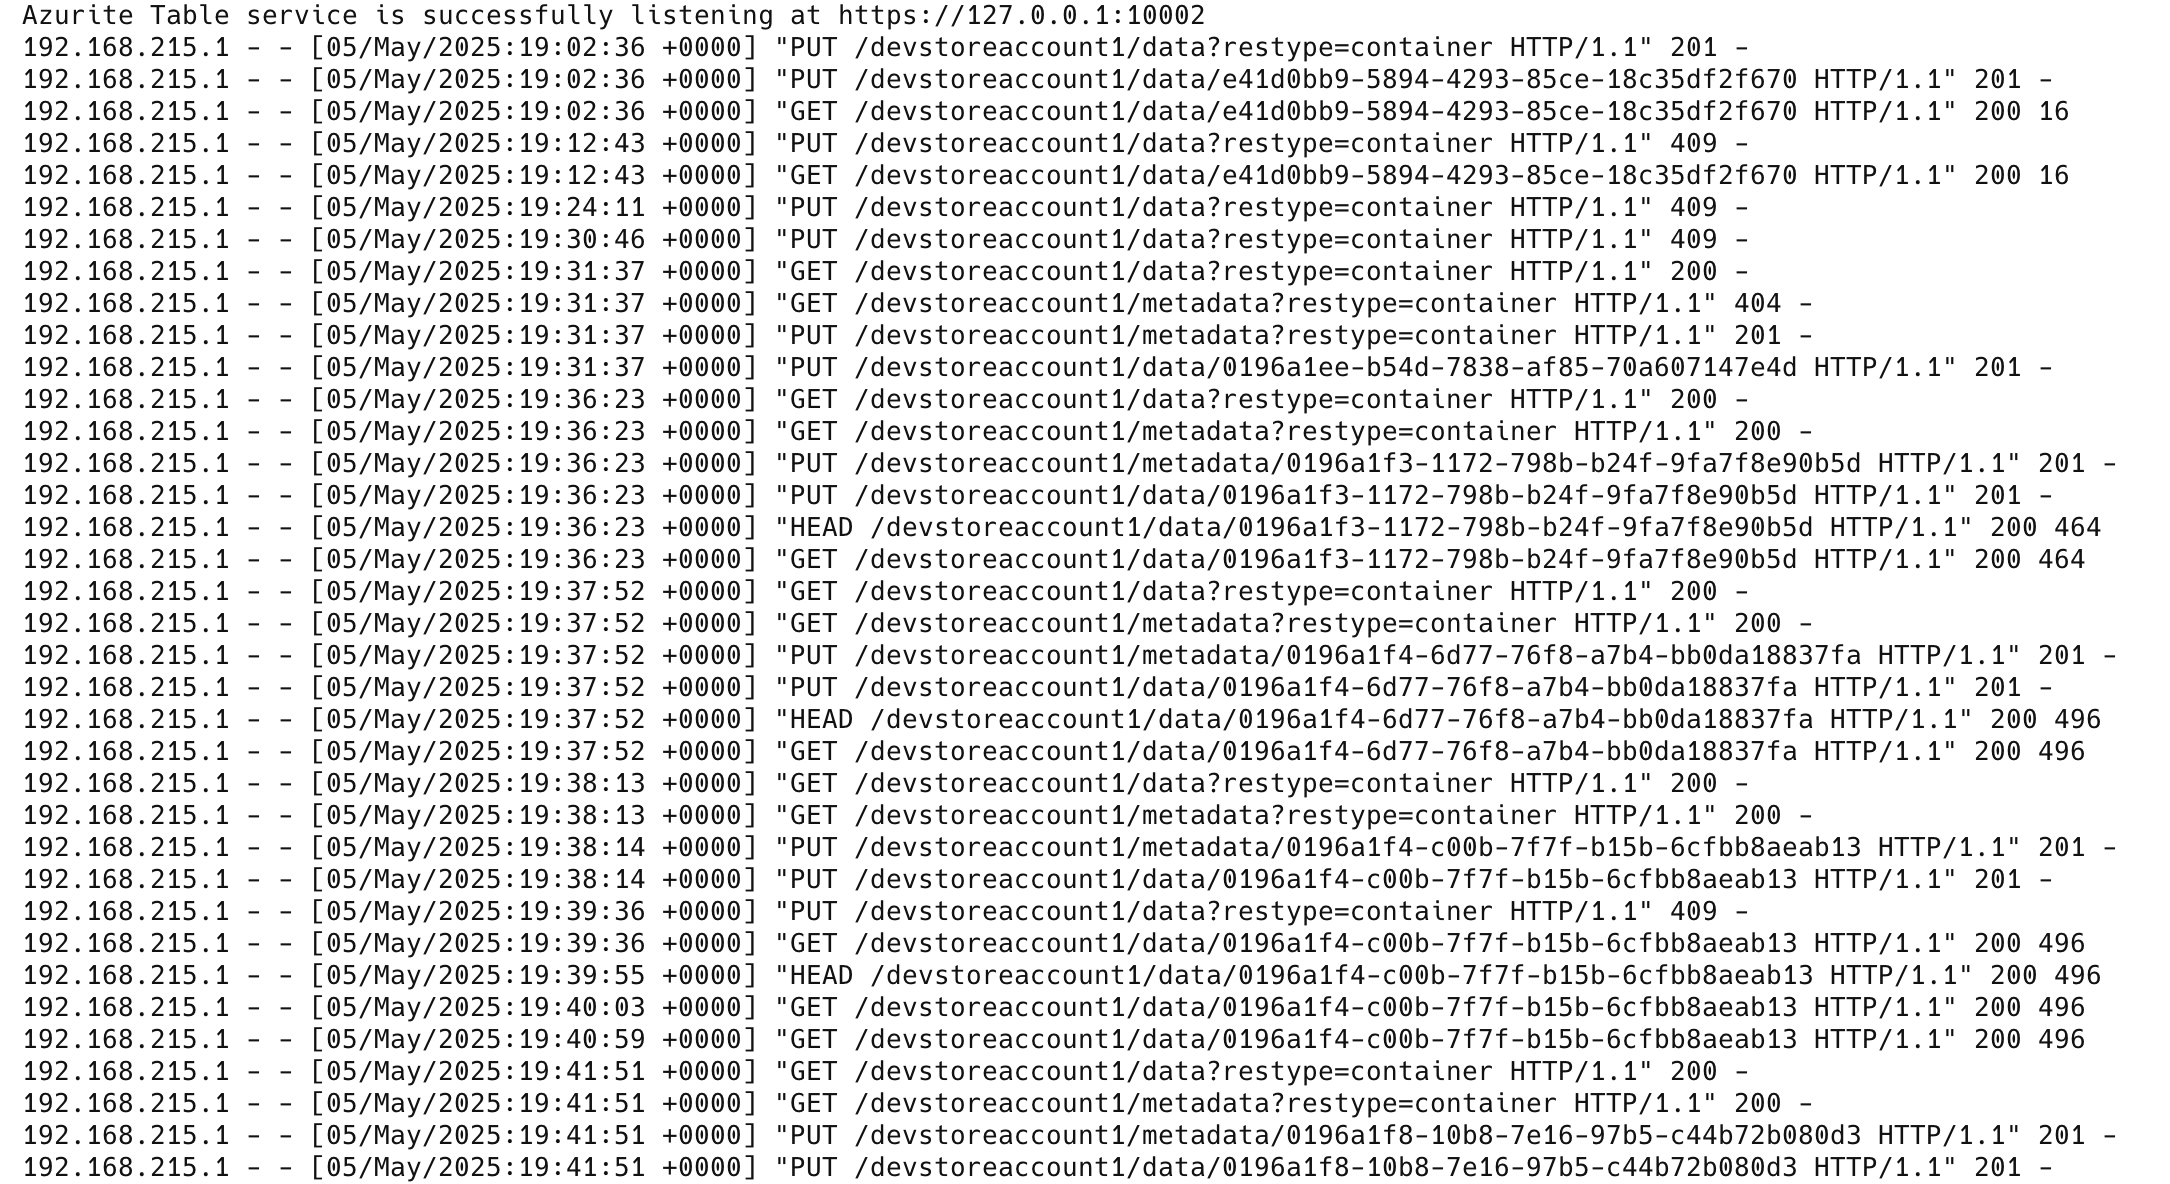 Azurite Table service is successfully listening at https://127.0.0.1:10002
192.168.215.1 - - [05/May/2025:19:02:36 +0000] "PUT /devstoreaccount1/data?restype=container HTTP/1.1" 201 -
192.168.215.1 - - [05/May/2025:19:02:36 +0000] "PUT /devstoreaccount1/data/e41d0bb9-5894-4293-85ce-18c35df2f670 HTTP/1.1" 201 -
192.168.215.1 - - [05/May/2025:19:02:36 +0000] "GET /devstoreaccount1/data/e41d0bb9-5894-4293-85ce-18c35df2f670 HTTP/1.1" 200 16
192.168.215.1 - - [05/May/2025:19:12:43 +0000] "PUT /devstoreaccount1/data?restype=container HTTP/1.1" 409 -
192.168.215.1 - - [05/May/2025:19:12:43 +0000] "GET /devstoreaccount1/data/e41d0bb9-5894-4293-85ce-18c35df2f670 HTTP/1.1" 200 16
192.168.215.1 - - [05/May/2025:19:24:11 +0000] "PUT /devstoreaccount1/data?restype=container HTTP/1.1" 409 -
192.168.215.1 - - [05/May/2025:19:30:46 +0000] "PUT /devstoreaccount1/data?restype=container HTTP/1.1" 409 -
192.168.215.1 - - [05/May/2025:19:31:37 +0000] "GET /devstoreaccount1/data?restype=container HTTP/1.1" 200 -
192.168.215.1 - - [05/May/2025:19:31:37 +0000] "GET /devstoreaccount1/metadata?restype=container HTTP/1.1" 404 -
192.168.215.1 - - [05/May/2025:19:31:37 +0000] "PUT /devstoreaccount1/metadata?restype=container HTTP/1.1" 201 -
192.168.215.1 - - [05/May/2025:19:31:37 +0000] "PUT /devstoreaccount1/data/0196a1ee-b54d-7838-af85-70a607147e4d HTTP/1.1" 201 -
192.168.215.1 - - [05/May/2025:19:36:23 +0000] "GET /devstoreaccount1/data?restype=container HTTP/1.1" 200 -
192.168.215.1 - - [05/May/2025:19:36:23 +0000] "GET /devstoreaccount1/metadata?restype=container HTTP/1.1" 200 -
192.168.215.1 - - [05/May/2025:19:36:23 +0000] "PUT /devstoreaccount1/metadata/0196a1f3-1172-798b-b24f-9fa7f8e90b5d HTTP/1.1" 201 -
192.168.215.1 - - [05/May/2025:19:36:23 +0000] "PUT /devstoreaccount1/data/0196a1f3-1172-798b-b24f-9fa7f8e90b5d HTTP/1.1" 201 -
192.168.215.1 - - [05/May/2025:19:36:23 +0000] "HEAD /devstoreaccount1/data/0196a1f3-1172-798b-b24f-9fa7f8e90b5d HTTP/1.1" 200 464
192.168.215.1 - - [05/May/2025:19:36:23 +0000] "GET /devstoreaccount1/data/0196a1f3-1172-798b-b24f-9fa7f8e90b5d HTTP/1.1" 200 464
192.168.215.1 - - [05/May/2025:19:37:52 +0000] "GET /devstoreaccount1/data?restype=container HTTP/1.1" 200 -
192.168.215.1 - - [05/May/2025:19:37:52 +0000] "GET /devstoreaccount1/metadata?restype=container HTTP/1.1" 200 -
192.168.215.1 - - [05/May/2025:19:37:52 +0000] "PUT /devstoreaccount1/metadata/0196a1f4-6d77-76f8-a7b4-bb0da18837fa HTTP/1.1" 201 -
192.168.215.1 - - [05/May/2025:19:37:52 +0000] "PUT /devstoreaccount1/data/0196a1f4-6d77-76f8-a7b4-bb0da18837fa HTTP/1.1" 201 -
192.168.215.1 - - [05/May/2025:19:37:52 +0000] "HEAD /devstoreaccount1/data/0196a1f4-6d77-76f8-a7b4-bb0da18837fa HTTP/1.1" 200 496
192.168.215.1 - - [05/May/2025:19:37:52 +0000] "GET /devstoreaccount1/data/0196a1f4-6d77-76f8-a7b4-bb0da18837fa HTTP/1.1" 200 496
192.168.215.1 - - [05/May/2025:19:38:13 +0000] "GET /devstoreaccount1/data?restype=container HTTP/1.1" 200 -
192.168.215.1 - - [05/May/2025:19:38:13 +0000] "GET /devstoreaccount1/metadata?restype=container HTTP/1.1" 200 -
192.168.215.1 - - [05/May/2025:19:38:14 +0000] "PUT /devstoreaccount1/metadata/0196a1f4-c00b-7f7f-b15b-6cfbb8aeab13 HTTP/1.1" 201 -
192.168.215.1 - - [05/May/2025:19:38:14 +0000] "PUT /devstoreaccount1/data/0196a1f4-c00b-7f7f-b15b-6cfbb8aeab13 HTTP/1.1" 201 -
192.168.215.1 - - [05/May/2025:19:39:36 +0000] "PUT /devstoreaccount1/data?restype=container HTTP/1.1" 409 -
192.168.215.1 - - [05/May/2025:19:39:36 +0000] "GET /devstoreaccount1/data/0196a1f4-c00b-7f7f-b15b-6cfbb8aeab13 HTTP/1.1" 200 496
192.168.215.1 - - [05/May/2025:19:39:55 +0000] "HEAD /devstoreaccount1/data/0196a1f4-c00b-7f7f-b15b-6cfbb8aeab13 HTTP/1.1" 200 496
192.168.215.1 - - [05/May/2025:19:40:03 +0000] "GET /devstoreaccount1/data/0196a1f4-c00b-7f7f-b15b-6cfbb8aeab13 HTTP/1.1" 200 496
192.168.215.1 - - [05/May/2025:19:40:59 +0000] "GET /devstoreaccount1/data/0196a1f4-c00b-7f7f-b15b-6cfbb8aeab13 HTTP/1.1" 200 496
192.168.215.1 - - [05/May/2025:19:41:51 +0000] "GET /devstoreaccount1/data?restype=container HTTP/1.1" 200 -
192.168.215.1 - - [05/May/2025:19:41:51 +0000] "GET /devstoreaccount1/metadata?restype=container HTTP/1.1" 200 -
192.168.215.1 - - [05/May/2025:19:41:51 +0000] "PUT /devstoreaccount1/metadata/0196a1f8-10b8-7e16-97b5-c44b72b080d3 HTTP/1.1" 201 -
192.168.215.1 - - [05/May/2025:19:41:51 +0000] "PUT /devstoreaccount1/data/0196a1f8-10b8-7e16-97b5-c44b72b080d3 HTTP/1.1" 201 -